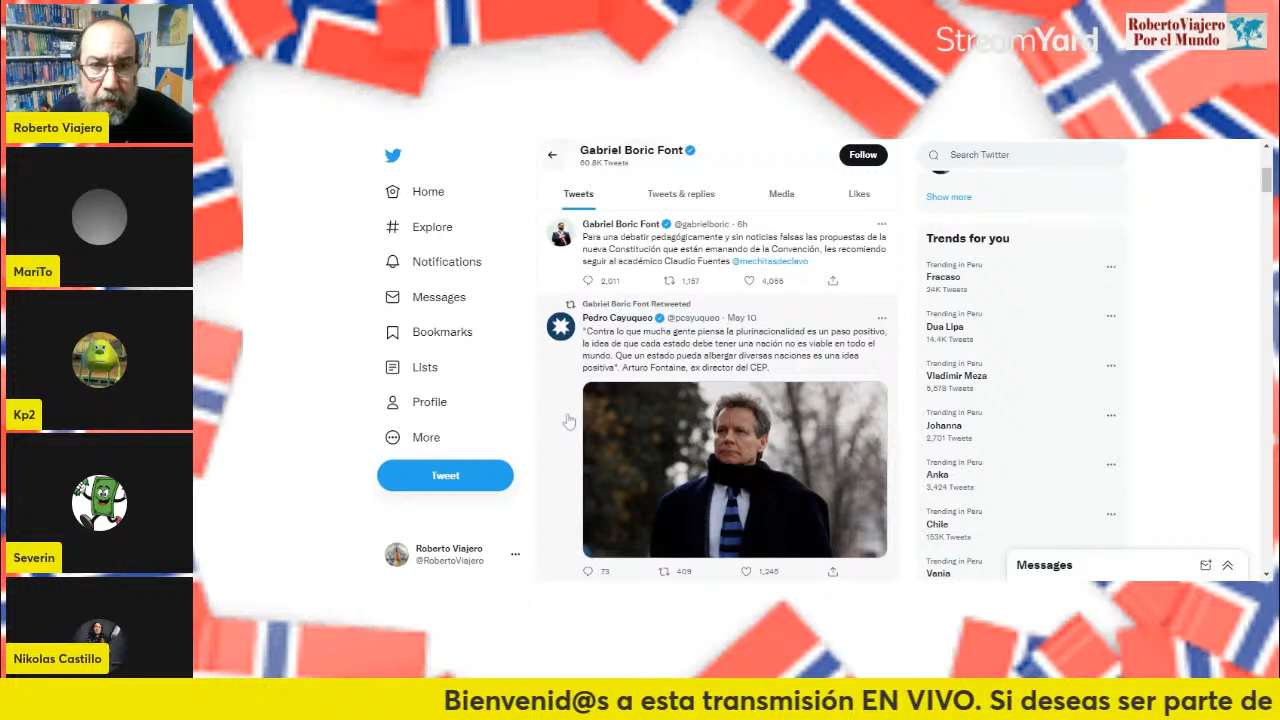 StreamYard
RobertoViajero
Por el Mundo
Roberto Viajero
MariTo
Kp2
Severin
Nikolas Castillo
Home
Explore
Notifications
Messages
Bookmarks
Lists
Profile
More
Tweet
Roberto Viajero
@RobertoViajero
Gabriel Boric Font
60.8K Tweets
Follow
Tweets
Tweets & replies
Media
Likes
Gabriel Boric Font @gabrielboric · 6h
Para una debatir pedagógicamente y sin noticias falsas las propuestas de la
nueva Constitución que están emanando de la Convención, les recomiendo
seguir al académico Claudio Fuentes @mechitasdeclavo
2,011 1,157 4,056
Gabriel Boric Font Retweeted
Pedro Cayuqueo @pcayuqueo · May 10
"Contra lo que mucha gente piensa la plurinacionalidad es un paso positivo,
la idea de que cada estado debe tener una nación no es viable en todo el
mundo. Que un estado pueda albergar diversas naciones es una idea
positiva". Arturo Fontaine, ex director del CEP.
73 409 1,245
Search Twitter
Show more
Trends for you
Trending in Peru
Fracaso
24K Tweets
Trending in Peru
Dua Lipa
14.4K Tweets
Trending in Peru
Vladimir Meza
5,578 Tweets
Trending in Peru
Johanna
2,701 Tweets
Trending in Peru
Anka
3,424 Tweets
Trending in Peru
Chile
153K Tweets
Trending in Peru
Vania
Messages
Bienvenid@s a esta transmisión EN VIVO. Si deseas ser parte de